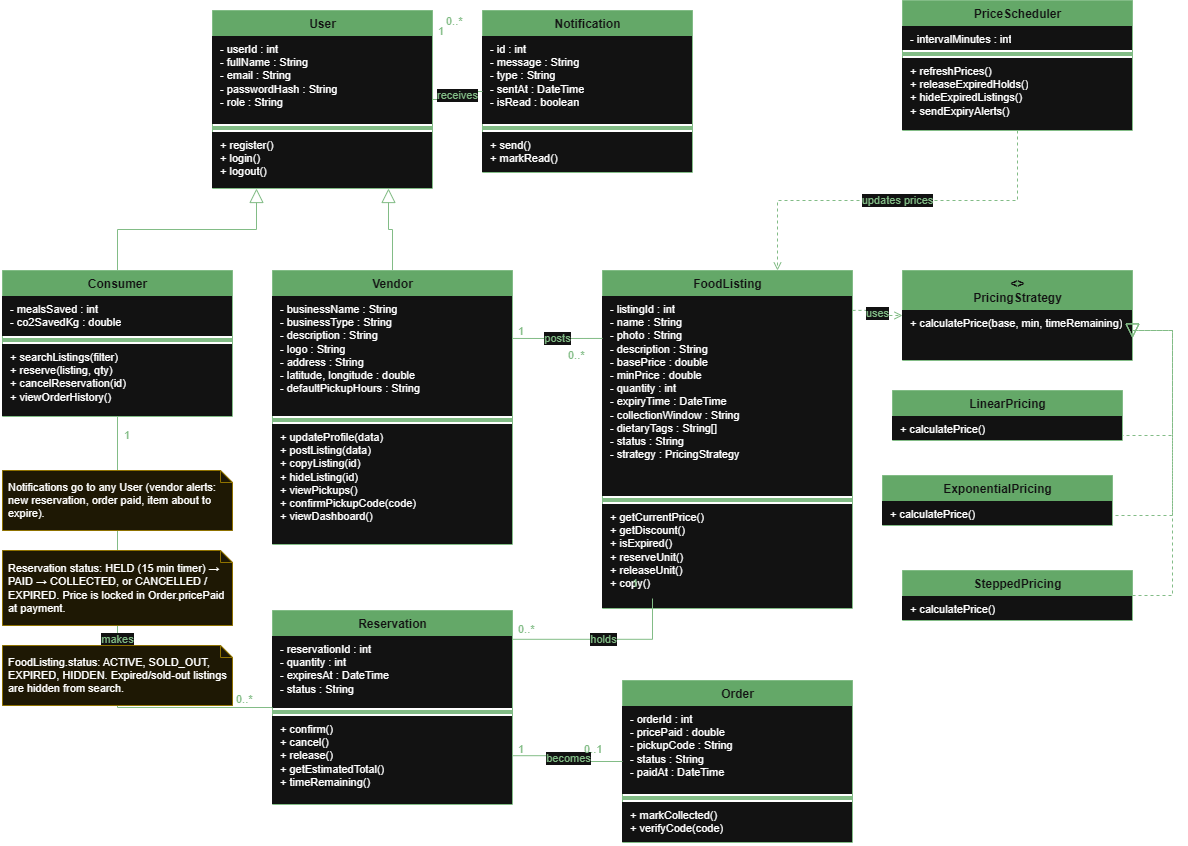 User
- userId : int
- fullName : String
- email : String
- passwordHash : String
- role : String
+ register()
+ login()
+ logout()
0..*
1
receives
Notification
- id : int
- message : String
- type : String
- sentAt : DateTime
- isRead : boolean
+ send()
+ markRead()
PriceScheduler
- intervalMinutes : int
+ refreshPrices()
+ releaseExpiredHolds()
+ hideExpiredListings()
+ sendExpiryAlerts()
updates prices
Consumer
- mealsSaved : int
- co2SavedKg : double
+ searchListings(filter)
+ reserve(listing, qty)
+ cancelReservation(id)
+ viewOrderHistory()
1
Vendor
- businessName : String
- businessType : String
- description : String
- logo : String
- address : String
- latitude, longitude : double
- defaultPickupHours : String
+ updateProfile(data)
+ postListing(data)
+ copyListing(id)
+ hideListing(id)
+ viewPickups()
+ confirmPickupCode(code)
+ viewDashboard()
1
posts
0..*
FoodListing
- listingId : int
- name : String
- photo : String
- description : String
- basePrice : double
- minPrice : double
- quantity : int
- expiryTime : DateTime
- collectionWindow : String
- dietaryTags : String[]
- status : String
- strategy : PricingStrategy
+ getCurrentPrice()
+ getDiscount()
+ isExpired()
+ reserveUnit()
+ releaseUnit()
+ copy()
uses
<>
PricingStrategy
+ calculatePrice(base, min, timeRemaining)
LinearPricing
+ calculatePrice()
ExponentialPricing
+ calculatePrice()
SteppedPricing
+ calculatePrice()
Notifications go to any User (vendor alerts:
new reservation, order paid, item about to
expire).
Reservation status: HELD (15 min timer) →
PAID → COLLECTED, or CANCELLED /
EXPIRED. Price is locked in Order.pricePaid
at payment.
makes
FoodListing.status: ACTIVE, SOLD_OUT,
EXPIRED, HIDDEN. Expired/sold-out listings
are hidden from search.
0..*
Reservation
- reservationId : int
- quantity : int
- expiresAt : DateTime
- status : String
+ confirm()
+ cancel()
+ release()
+ getEstimatedTotal()
+ timeRemaining()
0..*
holds
1
becomes
0..1
Order
- orderId : int
- pricePaid : double
- pickupCode : String
- status : String
- paidAt : DateTime
+ markCollected()
+ verifyCode(code)